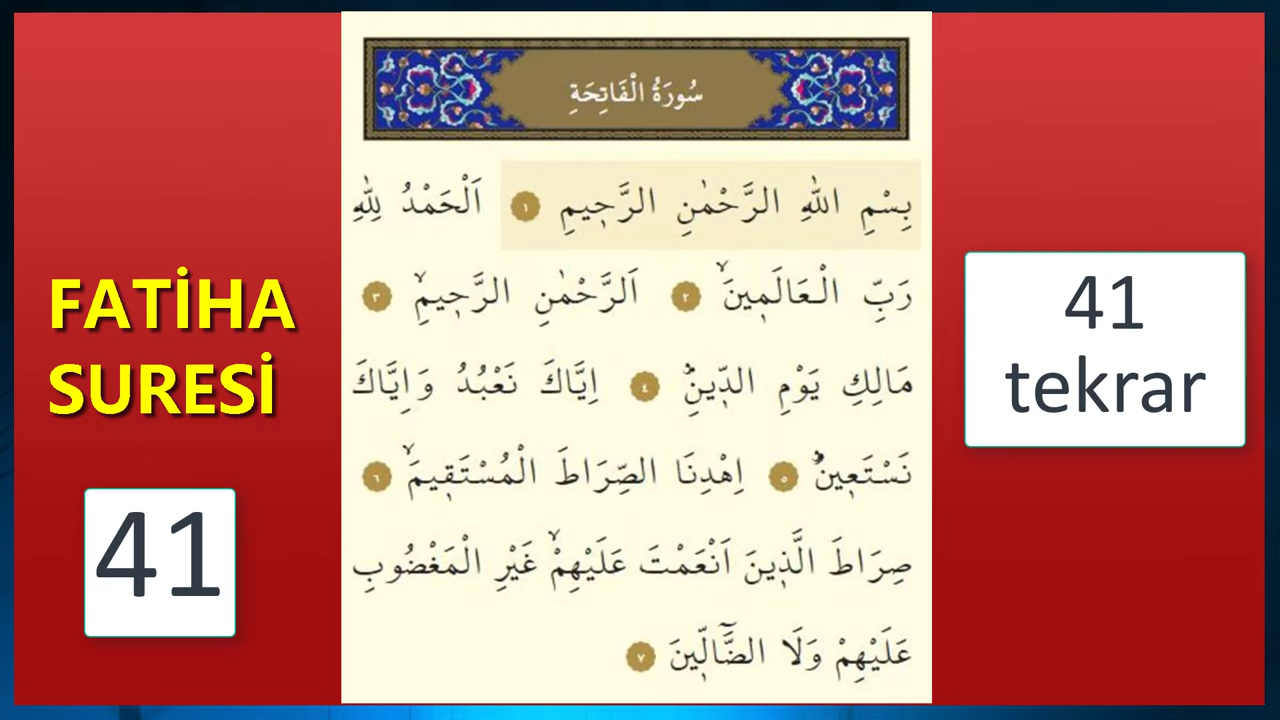 سُورَةُ الْفَاتِحَةِ
بِسْمِ اللهِ الرَّحْمٰنِ الرَّح۪يمِ ﴿١﴾ اَلْحَمْدُ لِلّٰهِ
رَبِّ الْعَالَم۪ينَۙ ﴿٢﴾ اَلرَّحْمٰنِ الرَّح۪يمِۙ ﴿٣﴾
مَالِكِ يَوْمِ الدّ۪ينِۜ ﴿٤﴾ اِيَّاكَ نَعْبُدُ وَاِيَّاكَ
نَسْتَع۪ينُۜ ﴿٥﴾ اِهْدِنَا الصِّرَاطَ الْمُسْتَق۪يمَۙ ﴿٦﴾
صِرَاطَ الَّذ۪ينَ اَنْعَمْتَ عَلَيْهِمْۙ غَيْرِ الْمَغْضُوبِ
عَلَيْهِمْ وَلَا الضَّٓالّ۪ينَ ﴿٧﴾
FATİHA
SURESİ
41
41
tekrar